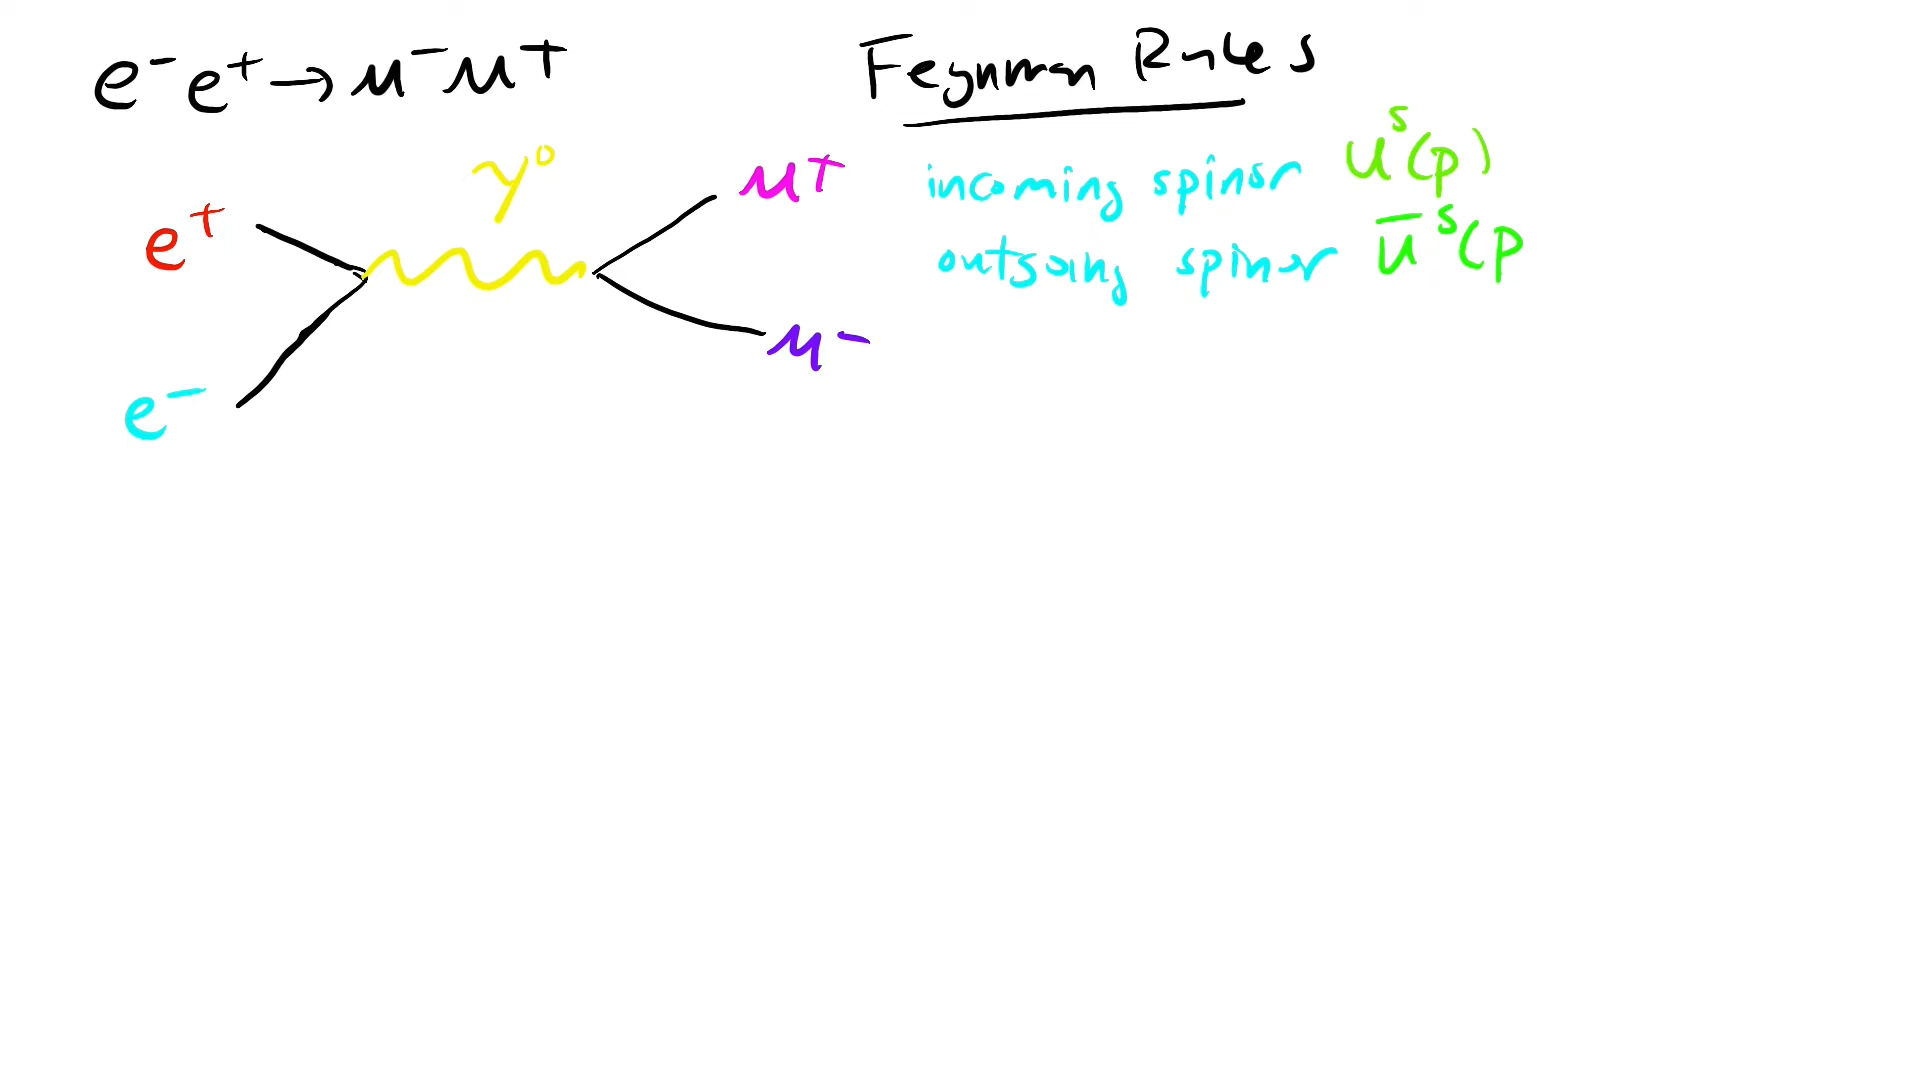 e⁻ e⁺ → μ⁻ μ⁺
Feynman Rules
γ⁰
μ⁺
e⁺
μ⁻
e⁻
incoming spinor uˢ(p)
outgoing spinor ūˢ(p